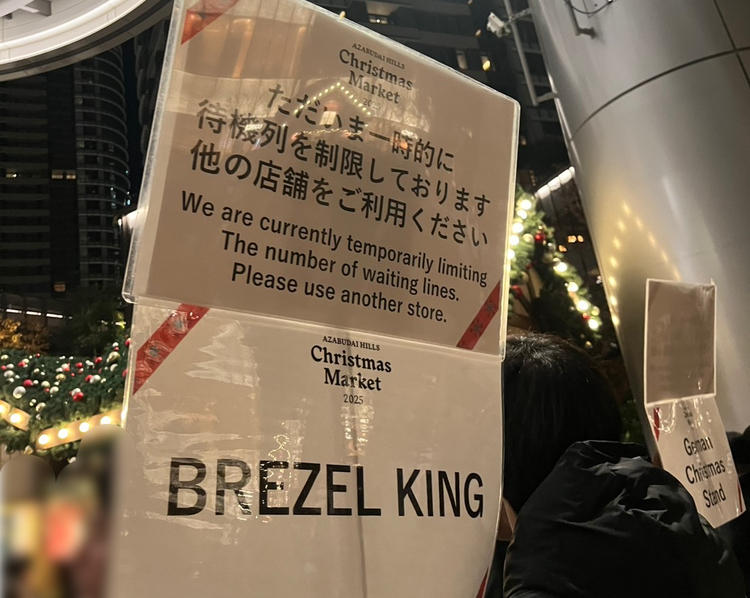 AZABUDAI HILLS
Christmas
Market
ただいま一時的に
待機列を制限しております
他の店舗をご利用ください
We are currently temporarily limiting
The number of waiting lines.
Please use another store.
AZABUDAI HILLS
Christmas
Market
2025
BREZEL KING
German
Christmas
Stand